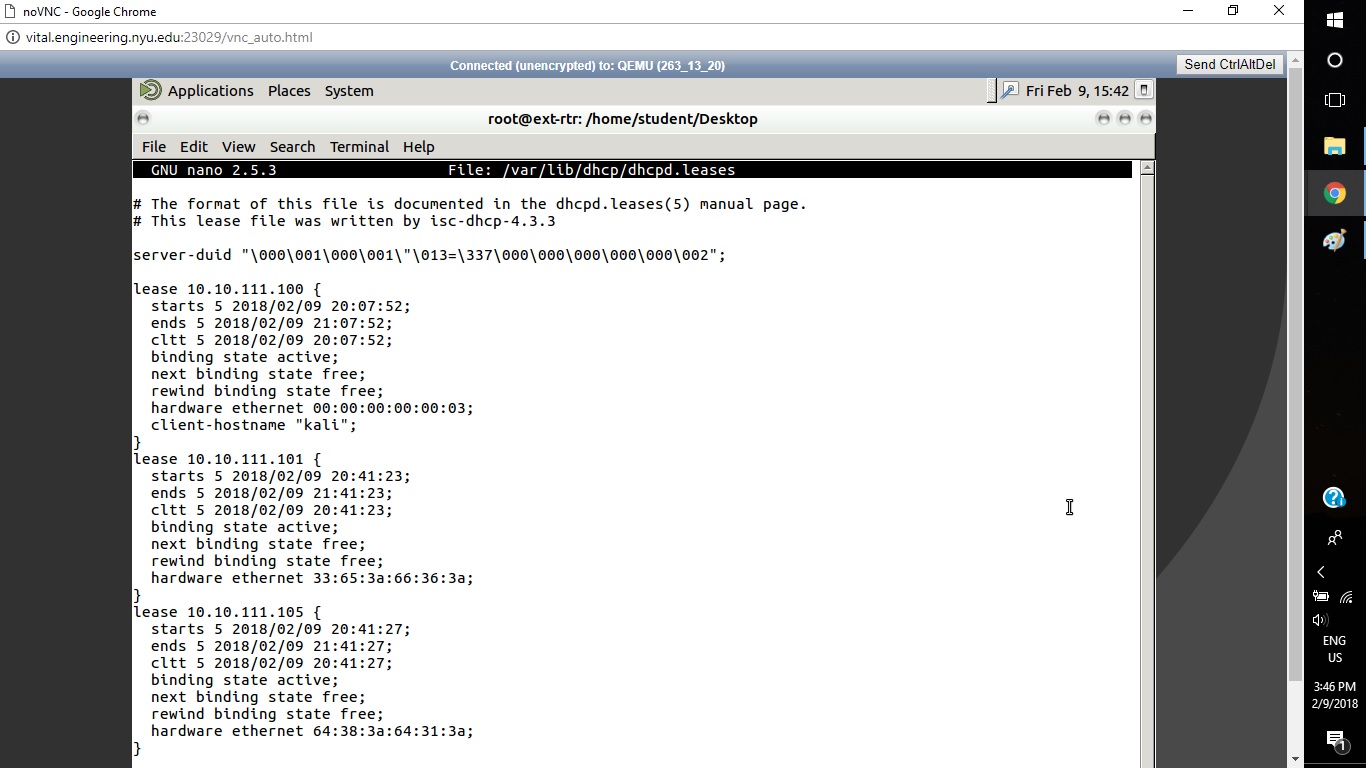 noVNC - Google Chrome
vital.engineering.nyu.edu:23029/vnc_auto.html
Connected (unencrypted) to: QEMU (263_13_20)
Send CtrlAltDel
Applications Places System
Fri Feb 9, 15:42
root@ext-rtr: /home/student/Desktop
File Edit View Search Terminal Help
GNU nano 2.5.3 File: /var/lib/dhcp/dhcpd.leases
# The format of this file is documented in the dhcpd.leases(5) manual page.
# This lease file was written by isc-dhcp-4.3.3
server-duid "\000\001\000\001\"\013=\337\000\000\000\000\000\002";
lease 10.10.111.100 {
starts 5 2018/02/09 20:07:52;
ends 5 2018/02/09 21:07:52;
cltt 5 2018/02/09 20:07:52;
binding state active;
next binding state free;
rewind binding state free;
hardware ethernet 00:00:00:00:00:03;
client-hostname "kali";
}
lease 10.10.111.101 {
starts 5 2018/02/09 20:41:23;
ends 5 2018/02/09 21:41:23;
cltt 5 2018/02/09 20:41:23;
binding state active;
next binding state free;
rewind binding state free;
hardware ethernet 33:65:3a:66:36:3a;
}
lease 10.10.111.105 {
starts 5 2018/02/09 20:41:27;
ends 5 2018/02/09 21:41:27;
cltt 5 2018/02/09 20:41:27;
binding state active;
next binding state free;
rewind binding state free;
hardware ethernet 64:38:3a:64:31:3a;
}
ENG
US
3:46 PM
2/9/2018
1